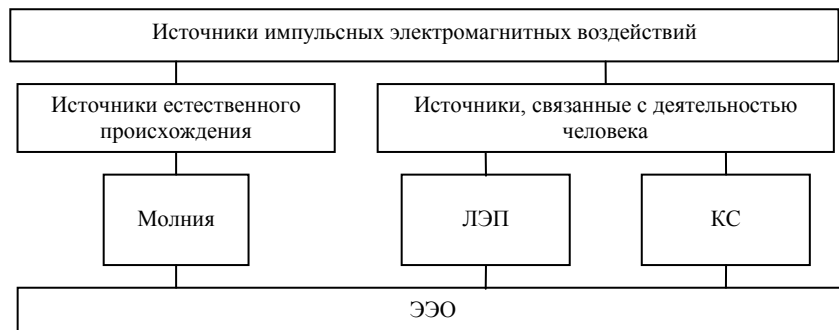 Источники импульсных электромагнитных воздействий
Источники естественного
происхождения
Источники, связанные с деятельностью
человека
Молния
ЛЭП
КС
ЭЭО